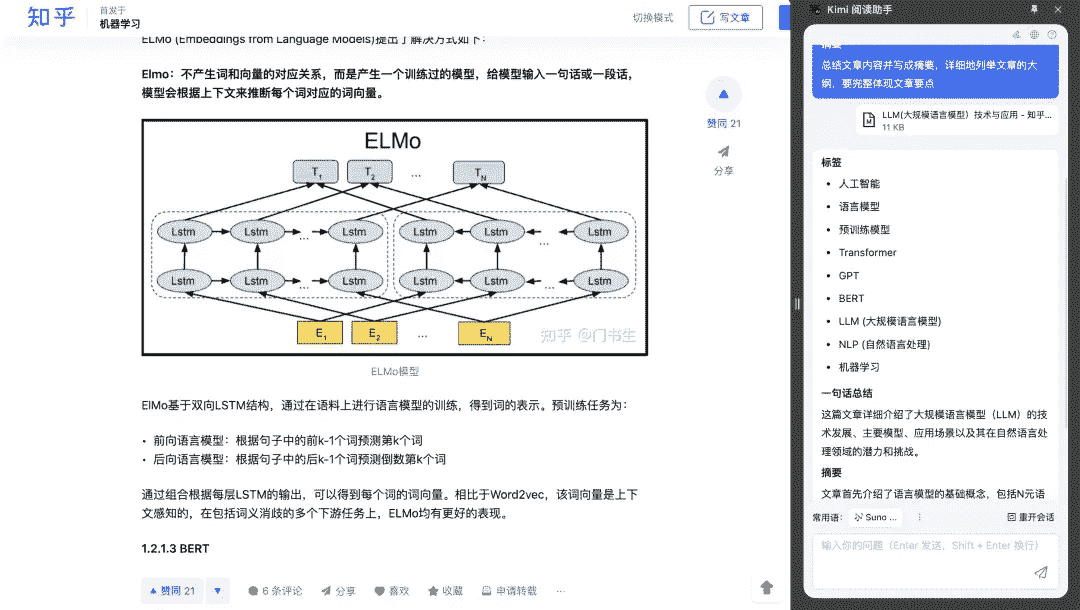 知乎
首发于
机器学习
切换模式
写文章
ELMo (Embeddings from Language Models)提出了解决方式如下：
Elmo：不产生词和向量的对应关系，而是产生一个训练过的模型，给模型输入一句话或一段话，
模型会根据上下文来推断每个词对应的词向量。
ELMo
T1 T2 ... TN
Lstm Lstm ... Lstm Lstm Lstm ... Lstm
Lstm Lstm ... Lstm Lstm Lstm ... Lstm
E1 E2 ... EN
知乎 @门书生
ELMo模型
ElMo基于双向LSTM结构，通过在语料上进行语言模型的训练，得到词的表示。预训练任务为：
• 前向语言模型：根据句子中的前k-1个词预测第k个词
• 后向语言模型：根据句子中的后k-1个词预测倒数第k个词
通过组合根据每层LSTM的输出，可以得到每个词的词向量。相比于Word2vec，该词向量是上下
文感知的，在包括词义消歧的多个下游任务上，ELMo均有更好的表现。
1.2.1.3 BERT
赞同 21
6 条评论
分享
喜欢
收藏
申请转载
...
赞同 21
分享
Kimi 阅读助手
摘要
总结文章内容并写成摘要，详细地列举文章的大
纲，要完整体现文章要点
LLM(大规模语言模型）技术与应用 - 知乎...
11 KB
标签
• 人工智能
• 语言模型
• 预训练模型
• Transformer
• GPT
• BERT
• LLM (大规模语言模型)
• NLP (自然语言处理)
• 机器学习
一句话总结
这篇文章详细介绍了大规模语言模型（LLM）的技
术发展、主要模型、应用场景以及其在自然语言处
理领域的潜力和挑战。
摘要
文章首先介绍了语言模型的基础概念，包括N元语
常用语：
Suno ...
重开会话
输入你的问题（Enter 发送，Shift + Enter 换行）